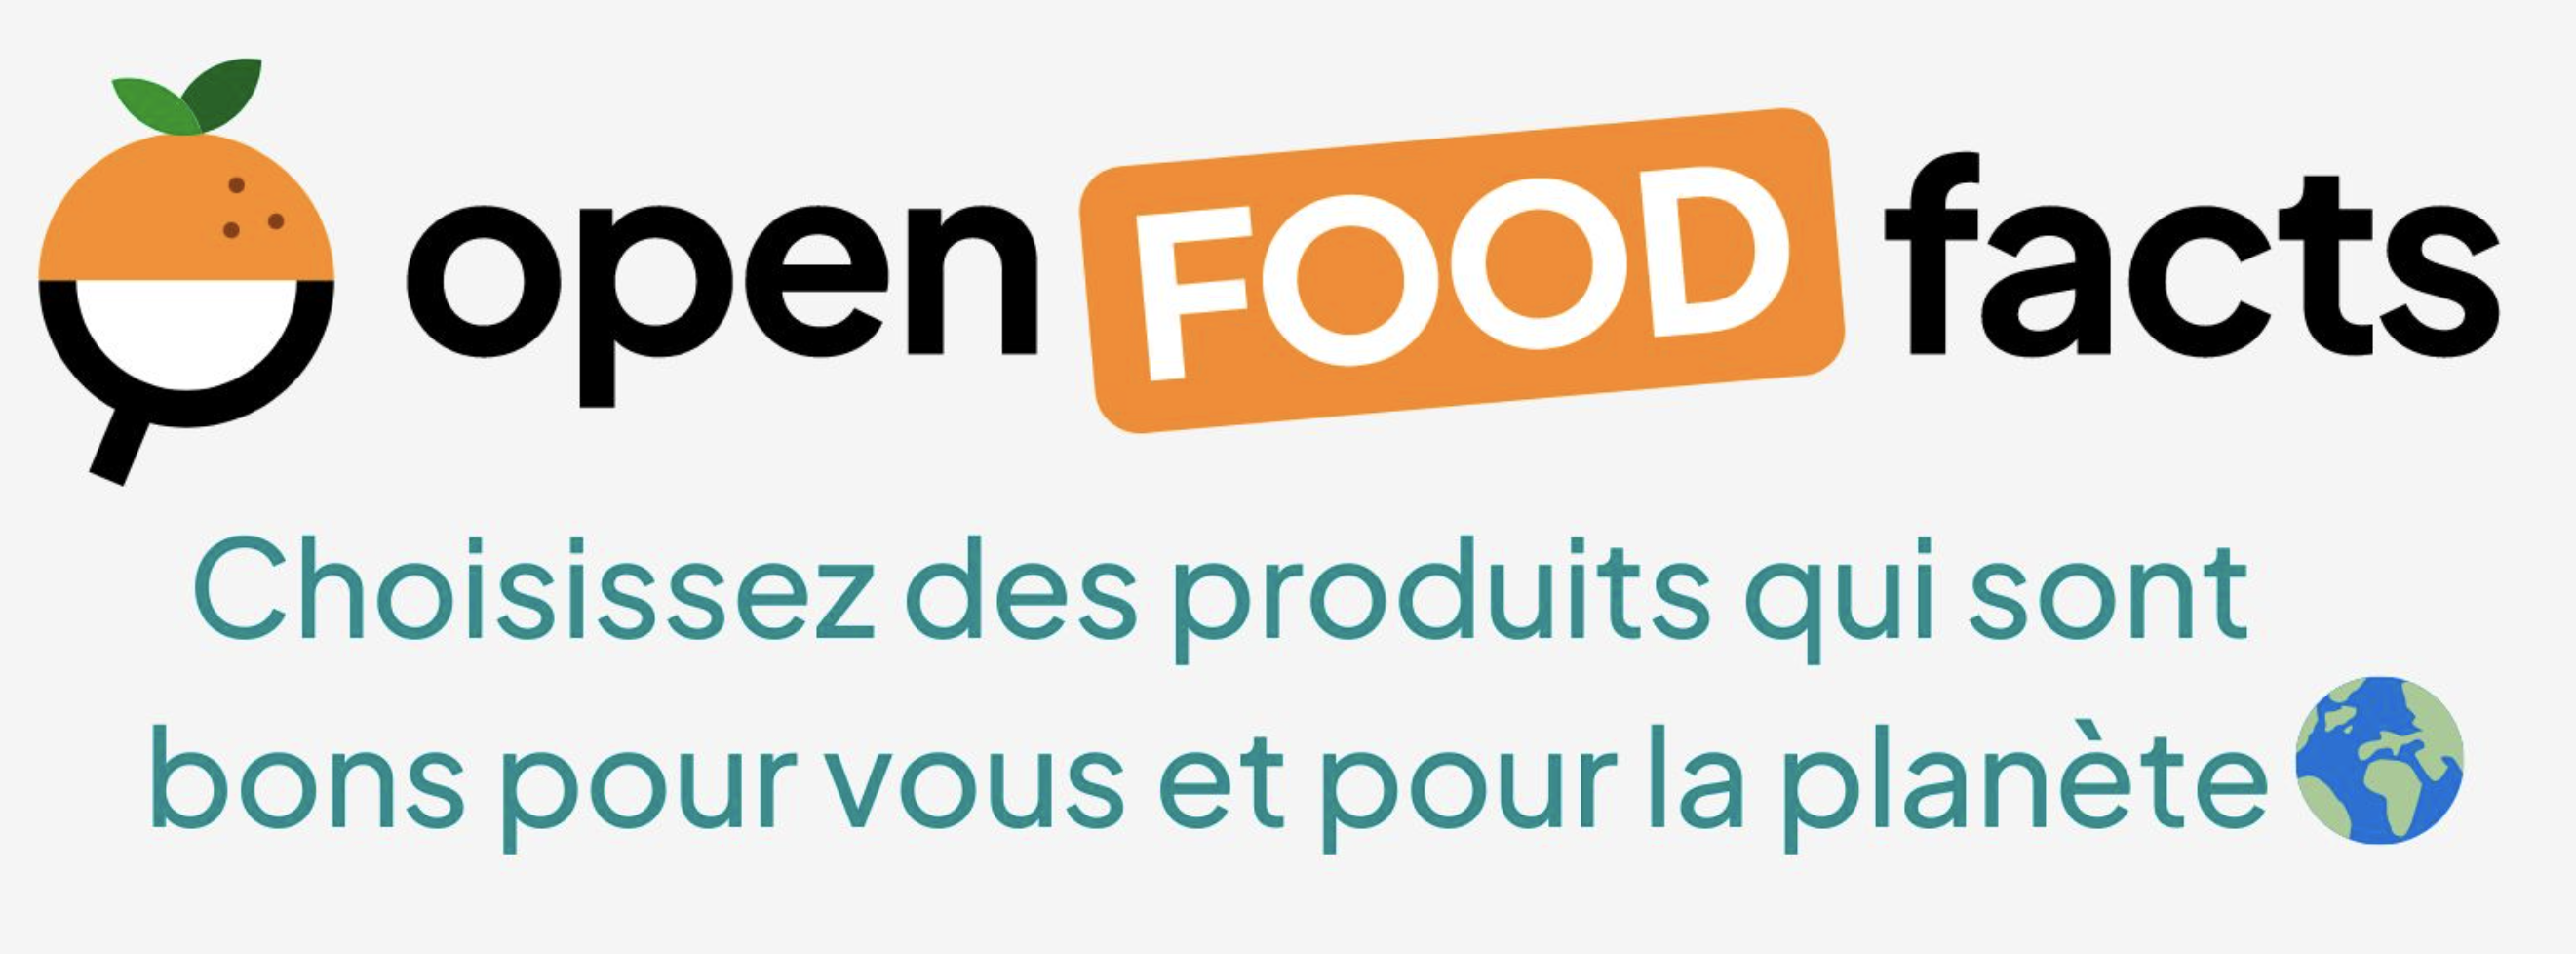 open FOOD facts
Choisissez des produits qui sont
bons pour vous et pour la planète